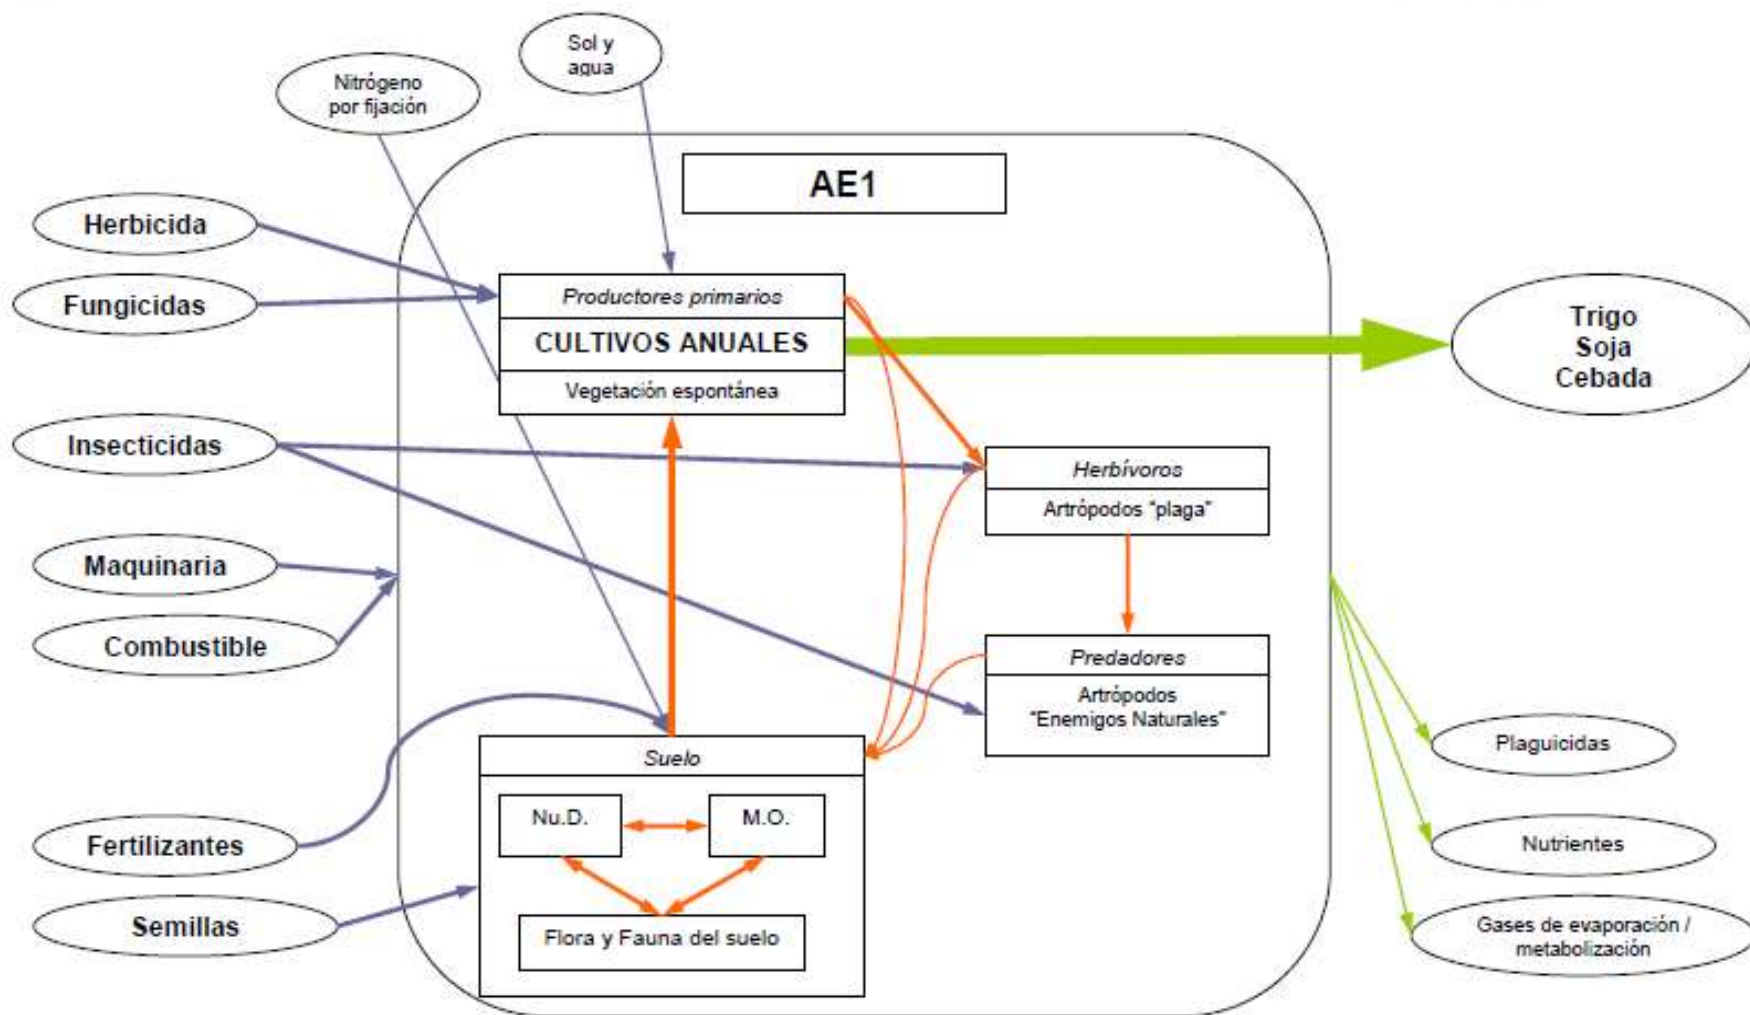 Sol y
agua
Nitrógeno
por fijación
AE1
Herbicida
Fungicidas
Productores primarios
CULTIVOS ANUALES
Vegetación espontánea
Trigo
Soja
Cebada
Insecticidas
Herbívoros
Artrópodos "plaga"
Maquinaria
Combustible
Predadores
Artrópodos
"Enemigos Naturales"
Suelo
Nu.D.
M.O.
Flora y Fauna del suelo
Fertilizantes
Semillas
Plaguicidas
Nutrientes
Gases de evaporación /
metabolización